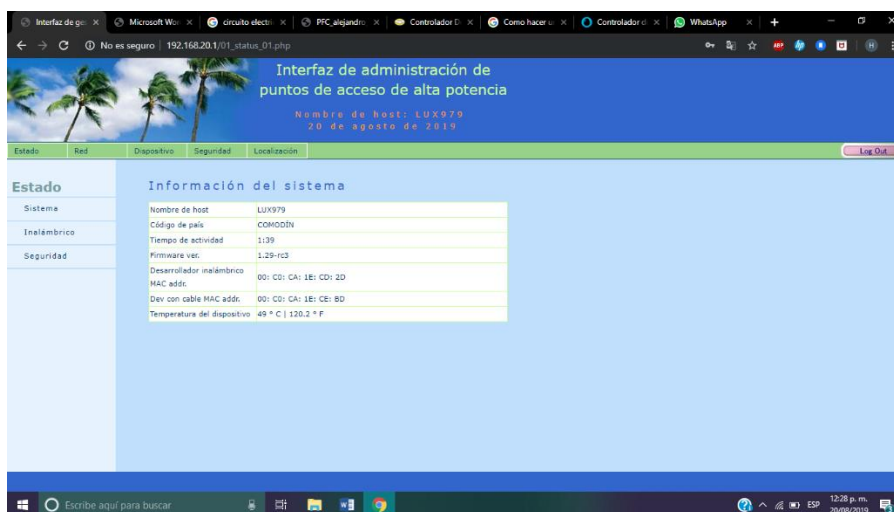 Interfaz de ge
Microsoft Wor
circuito electri
PFC_alejandro
Controlador D
Como hacer u
Controlador d
WhatsApp
No es seguro 192.168.20.1/01_status_01.php
Interfaz de administración de
puntos de acceso de alta potencia
Nombre de host: LUX979
20 de agosto de 2019
Estado Red Dispositivo Seguridad Localización Log Out
Estado
Sistema
Inalámbrico
Seguridad
Información del sistema
Nombre de host LUX979
Código de país COMODÍN
Tiempo de actividad 1:39
Firmware ver. 1.29-rc3
Desarrollador inalámbrico
MAC addr. 00: C0: CA: 1E: CD: 2D
Dev con cable MAC addr. 00: C0: CA: 1E: CE: BD
Temperatura del dispositivo 49 ° C | 120.2 ° F
Escribe aquí para buscar
ESP
12:28 p. m.
20/08/2019